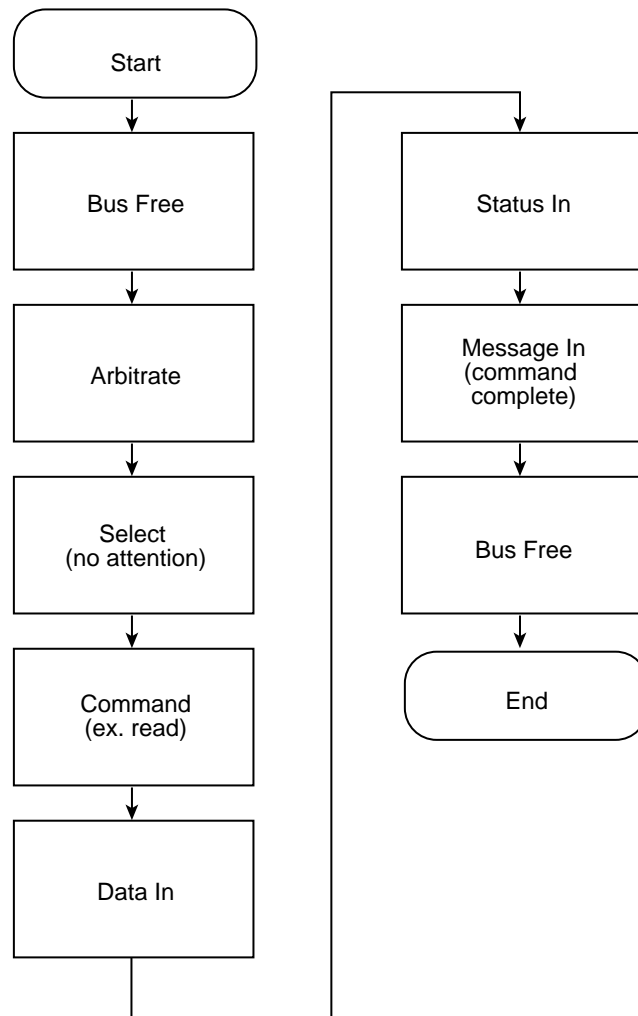 Start
Bus Free
Arbitrate
Select
(no attention)
Command
(ex. read)
Data In
Status In
Message In
(command
complete)
Bus Free
End